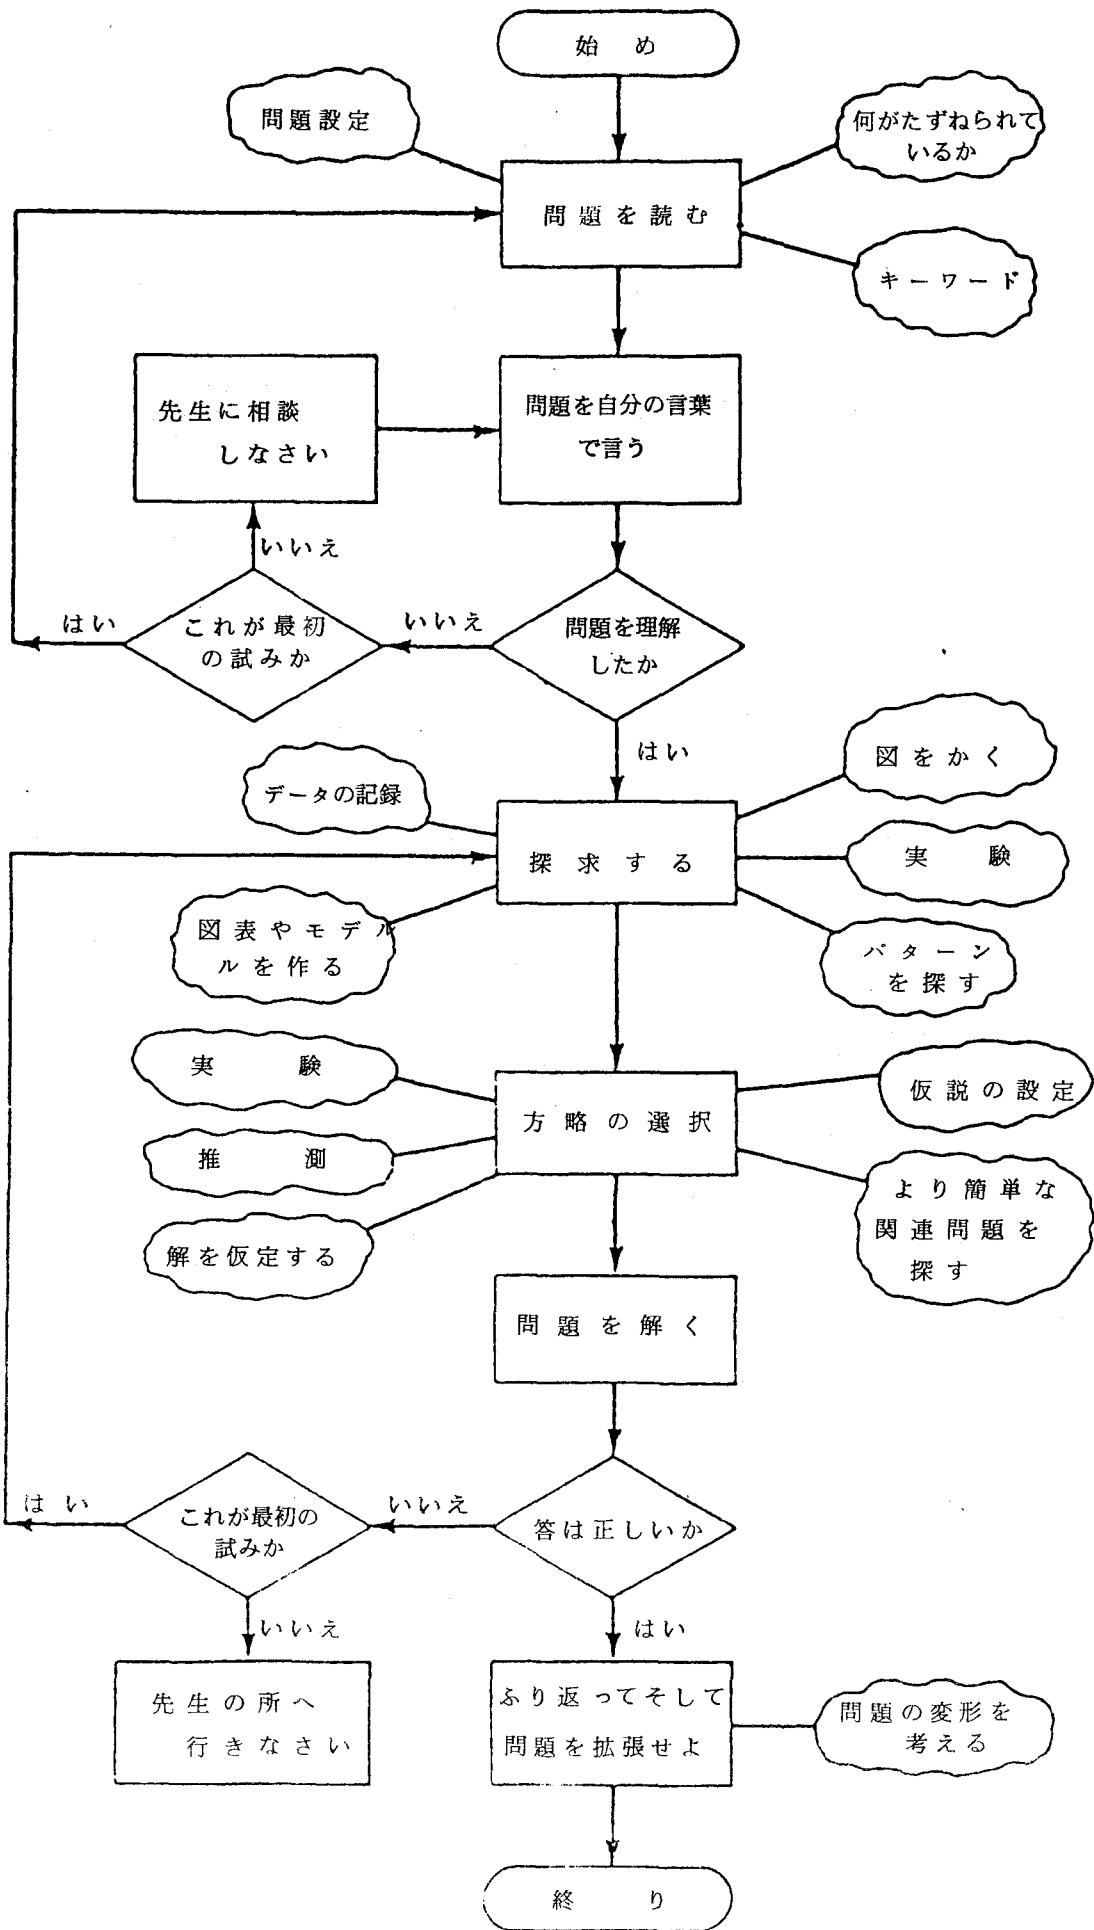 始め
問題設定
何がたずねられて
いるか
問題を読む
キーワード
先生に相談
しなさい
問題を自分の言葉
で言う
いいえ
はい
これが最初
の試みか
いいえ
問題を理解
したか
はい
図をかく
データの記録
探求する
実験
図表やモデル
ルを作る
パターン
を探す
実験
方略の選択
仮説の設定
推測
より簡単な
関連問題を
探す
解を仮定する
問題を解く
はい
これが最初の
試みか
いいえ
答は正しいか
いいえ
はい
先生の所へ
行きなさい
ふり返ってそして
問題を拡張せよ
問題の変形を
考える
終り